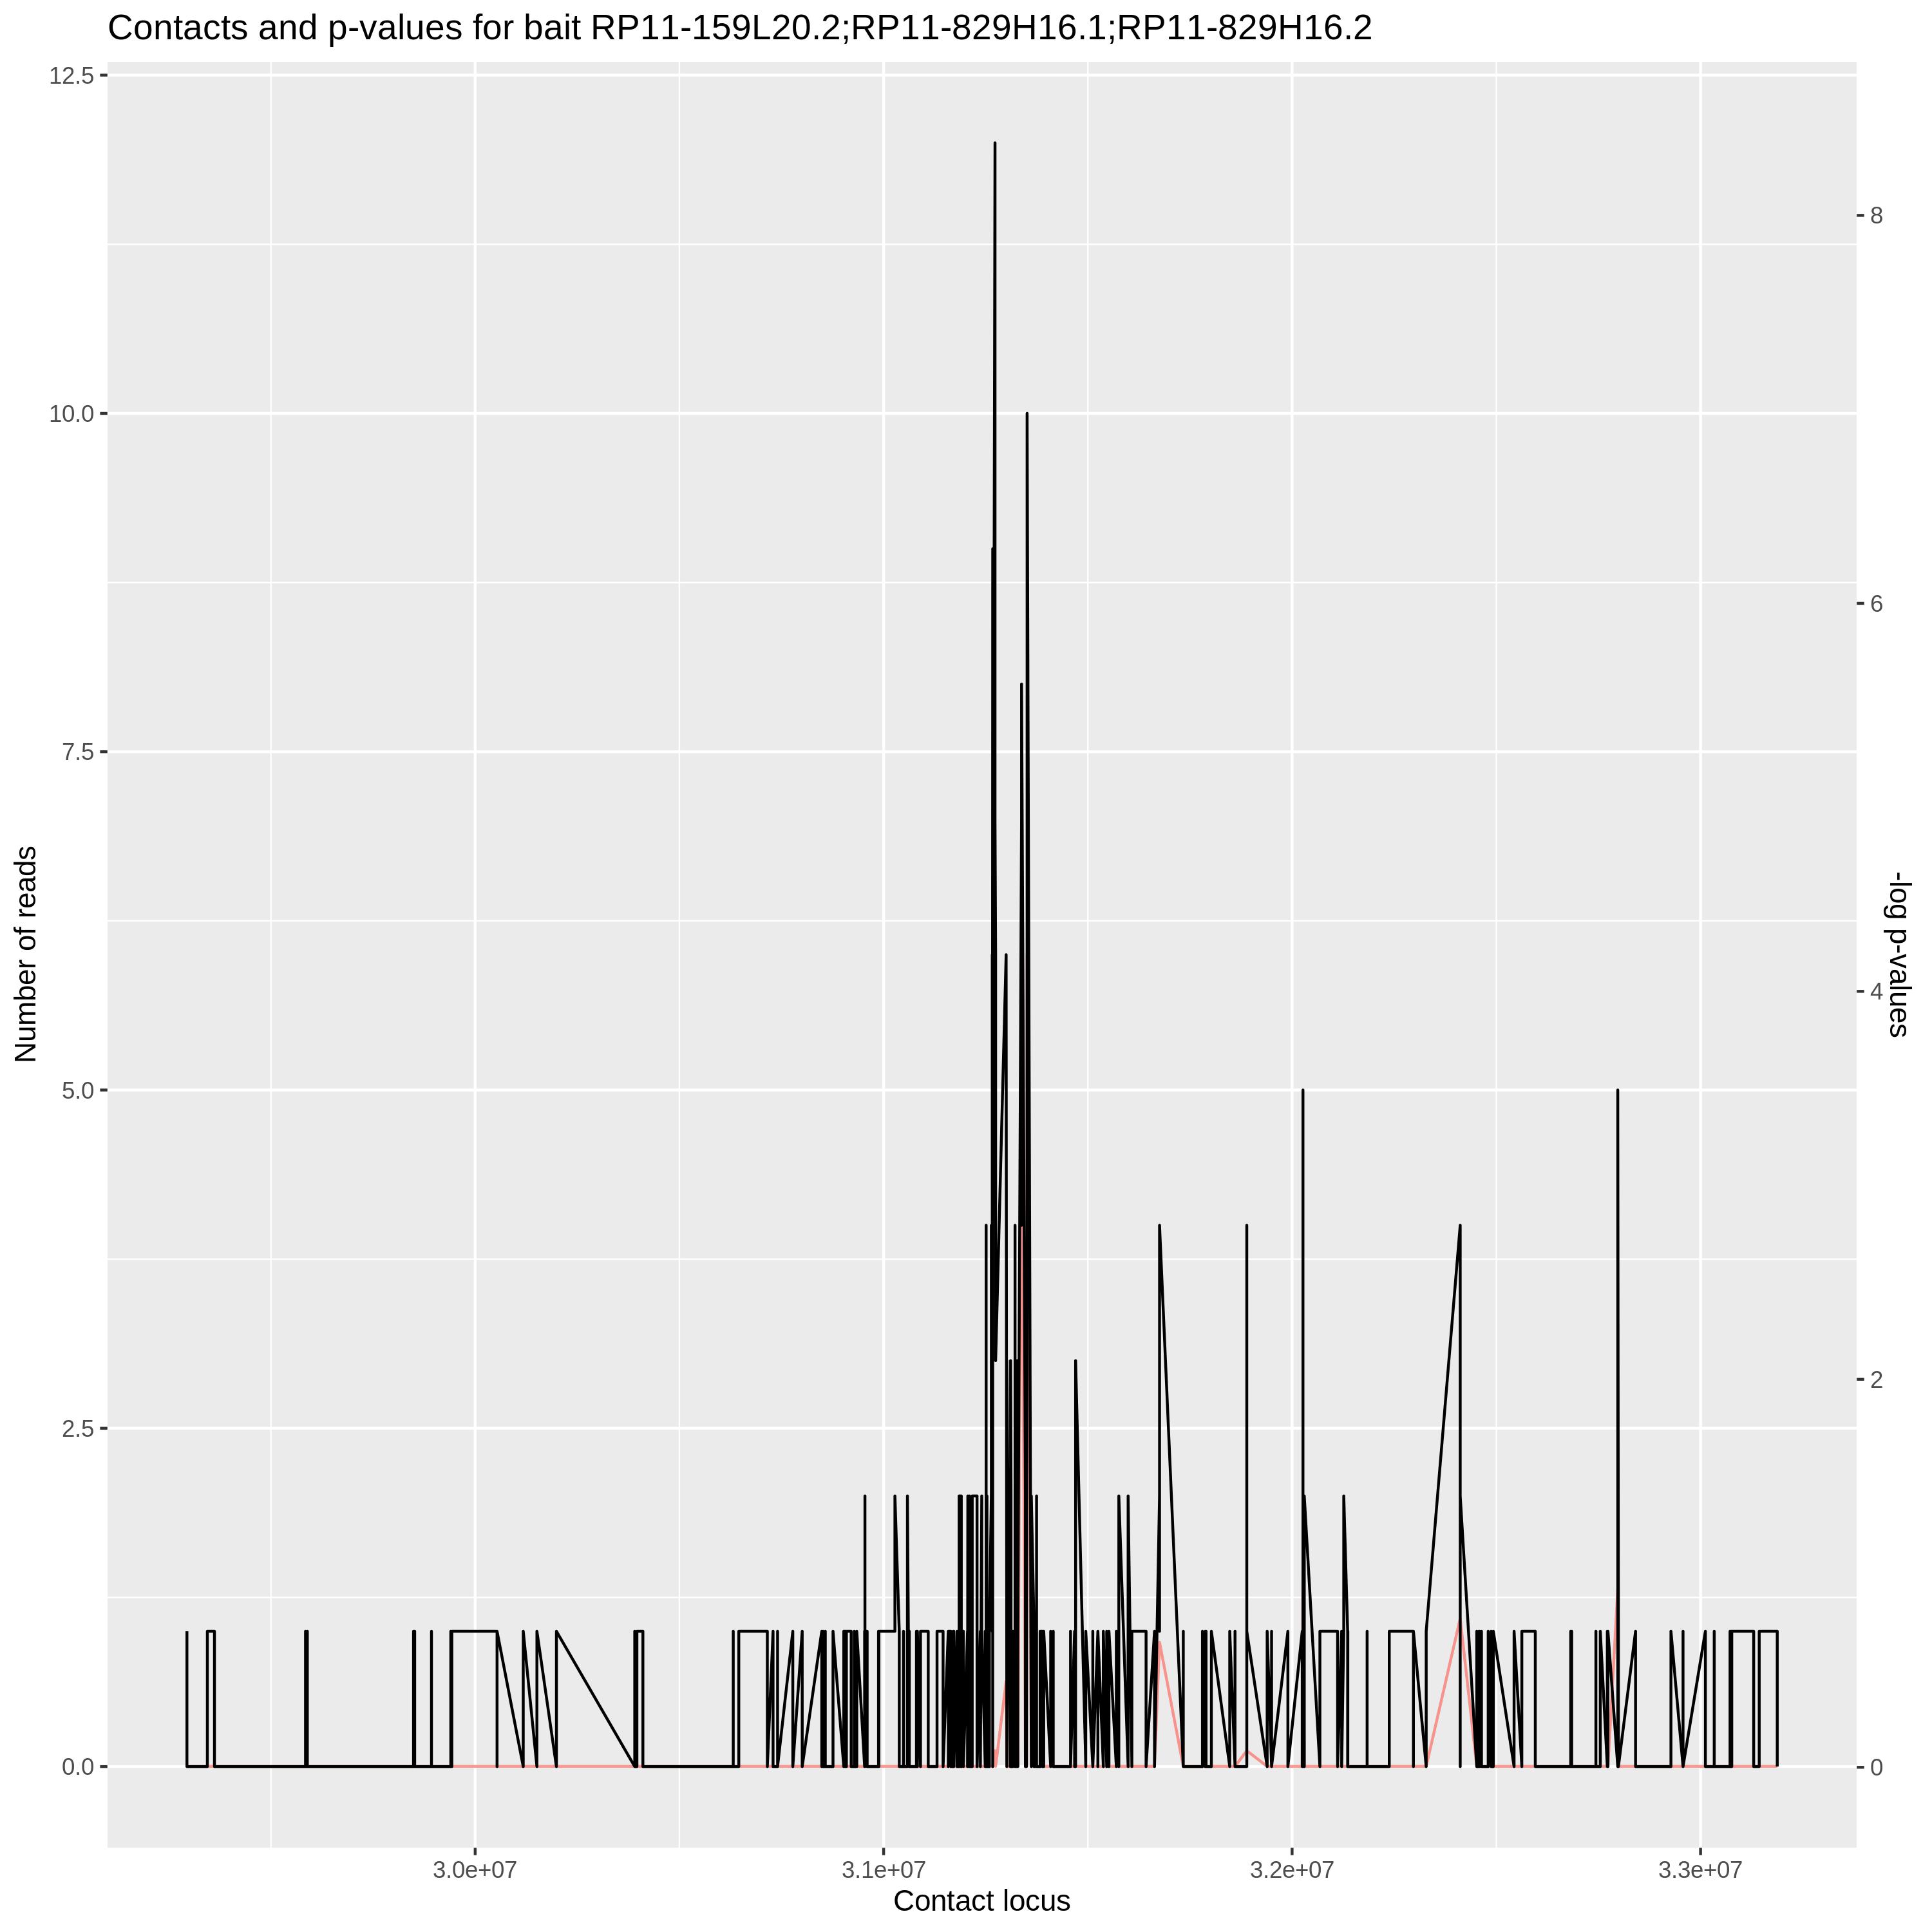 Contacts and p-values for bait RP11-159L20.2;RP11-829H16.1;RP11-829H16.2
12.5
10.0
7.5
5.0
2.5
0.0
Number of reads
8
6
4
2
0
-log p-values
3.0e+07
3.1e+07
3.2e+07
3.3e+07
Contact locus